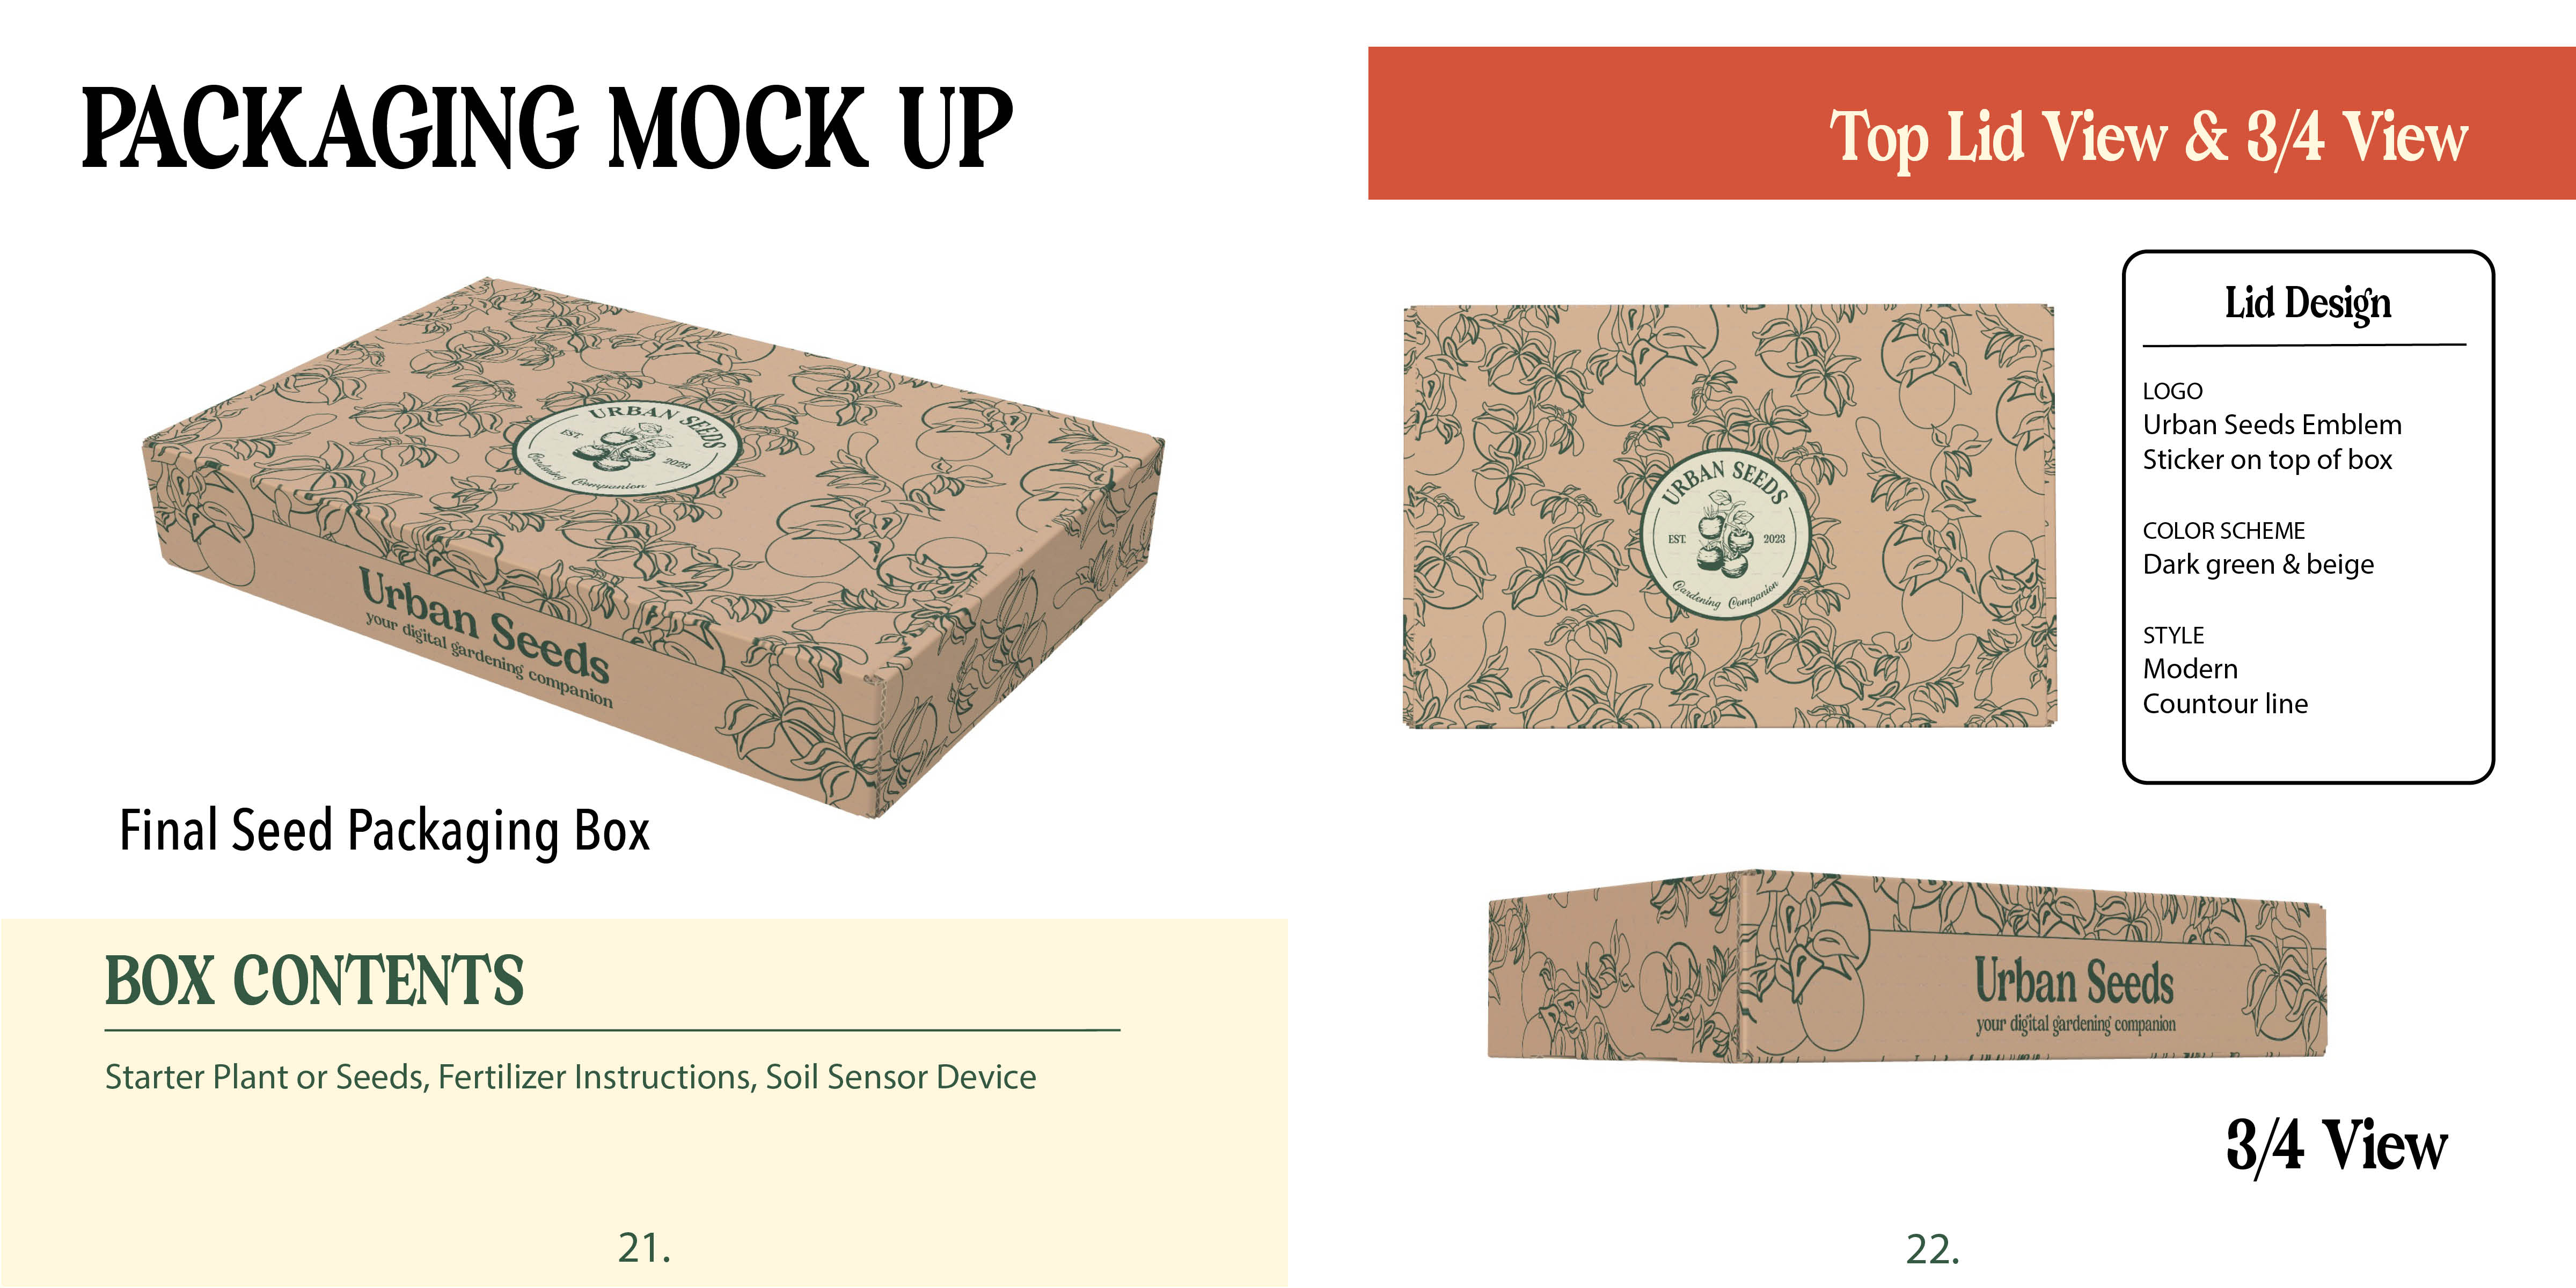 PACKAGING MOCK UP
URBAN SEEDS
EST. 2023
Gardening Companion
Urban Seeds
your digital gardening companion
Final Seed Packaging Box
BOX CONTENTS
Starter Plant or Seeds, Fertilizer Instructions, Soil Sensor Device
21.
Top Lid View & 3/4 View
URBAN SEEDS
EST. 2023
Gardening Companion
Lid Design
LOGO
Urban Seeds Emblem
Sticker on top of box
COLOR SCHEME
Dark green & beige
STYLE
Modern
Countour line
Urban Seeds
your digital gardening companion
3/4 View
22.